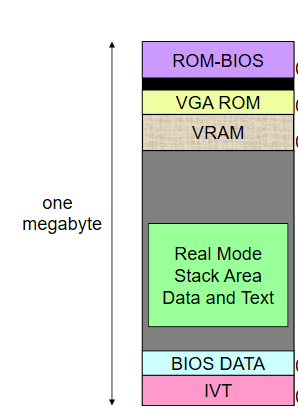 ROM-BIOS
VGA ROM
VRAM
one
megabyte
Real Mode
Stack Area
Data and Text
BIOS DATA
IVT